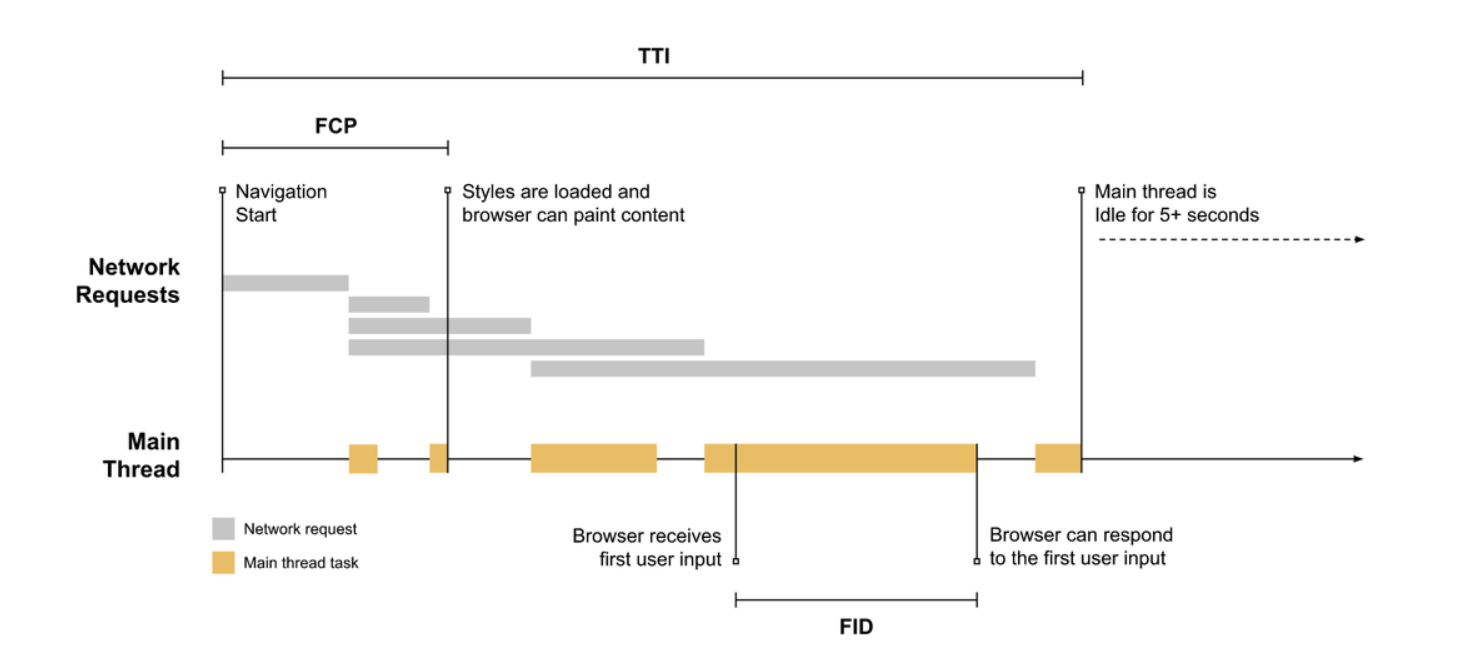 TTI
FCP
Navigation
Start
Styles are loaded and
browser can paint content
Main thread is
Idle for 5+ seconds
Network
Requests
Main
Thread
Network request
Main thread task
Browser receives
first user input
Browser can respond
to the first user input
FID